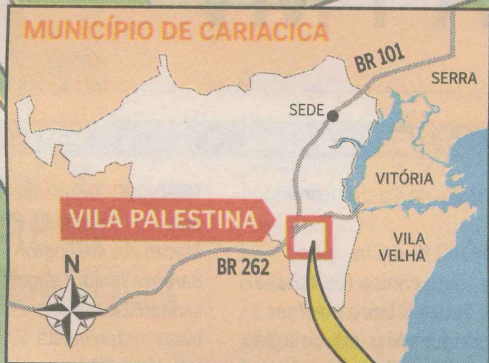 MUNICÍPIO DE CARIACICA
BR 101
SERRA
SEDE
VITÓRIA
VILA PALESTINA
VILA
VELHA
BR 262
N